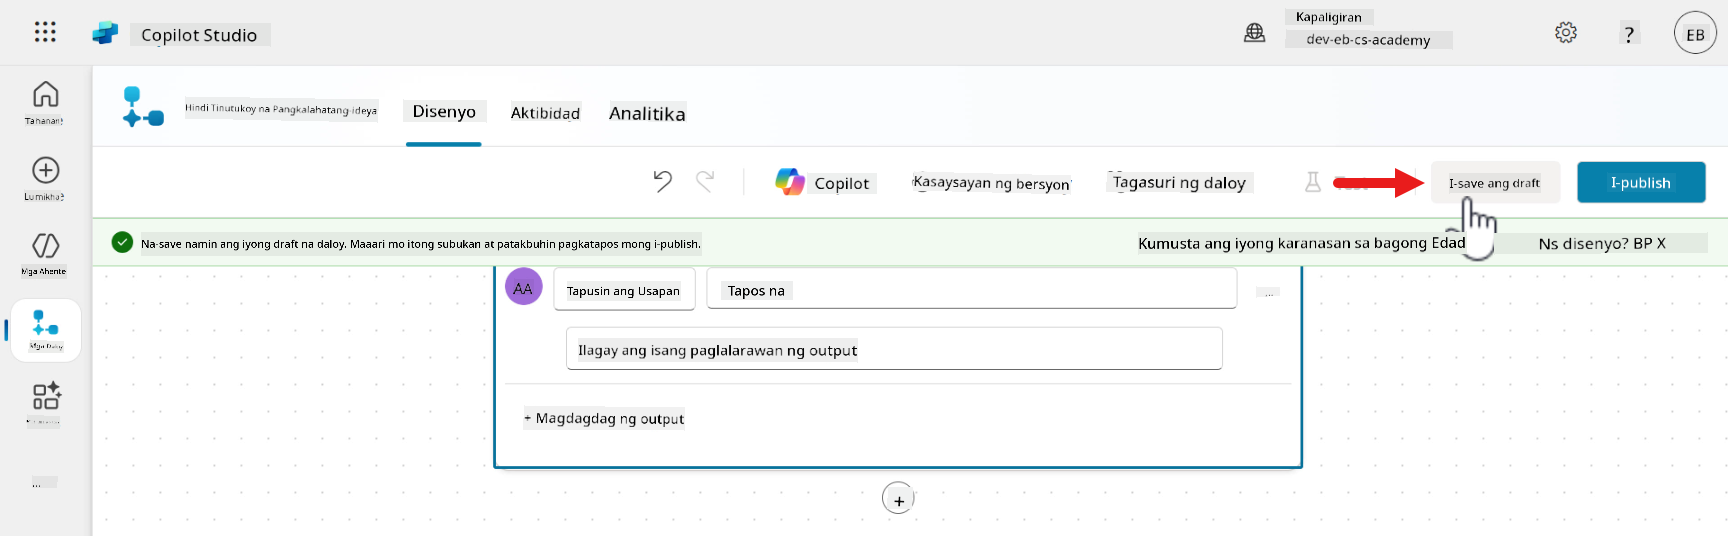 Copilot Studio
Kapaligiran
dev-eb-cs-academy
?
EB
Tahanan
Hindi Tinutukoy na Pangkalahatang-ideya
Disenyo
Aktibidad
Analitika
Lumikha
Copilot
Kasaysayan ng bersyon
Tagasuri ng daloy
I-save ang draft
I-publish
Na-save namin ang iyong draft na daloy. Maaari mo itong subukan at patakbuhin pagkatapos mong i-publish.
Kumusta ang iyong karanasan sa bagong Edad
Ns disenyo? BP X
Mga Ahente
AA
Tapusin ang Usapan
Tapos na
...
Mga Daloy
Ilagay ang isang paglalarawan ng output
+ Magdagdag ng output
...
+